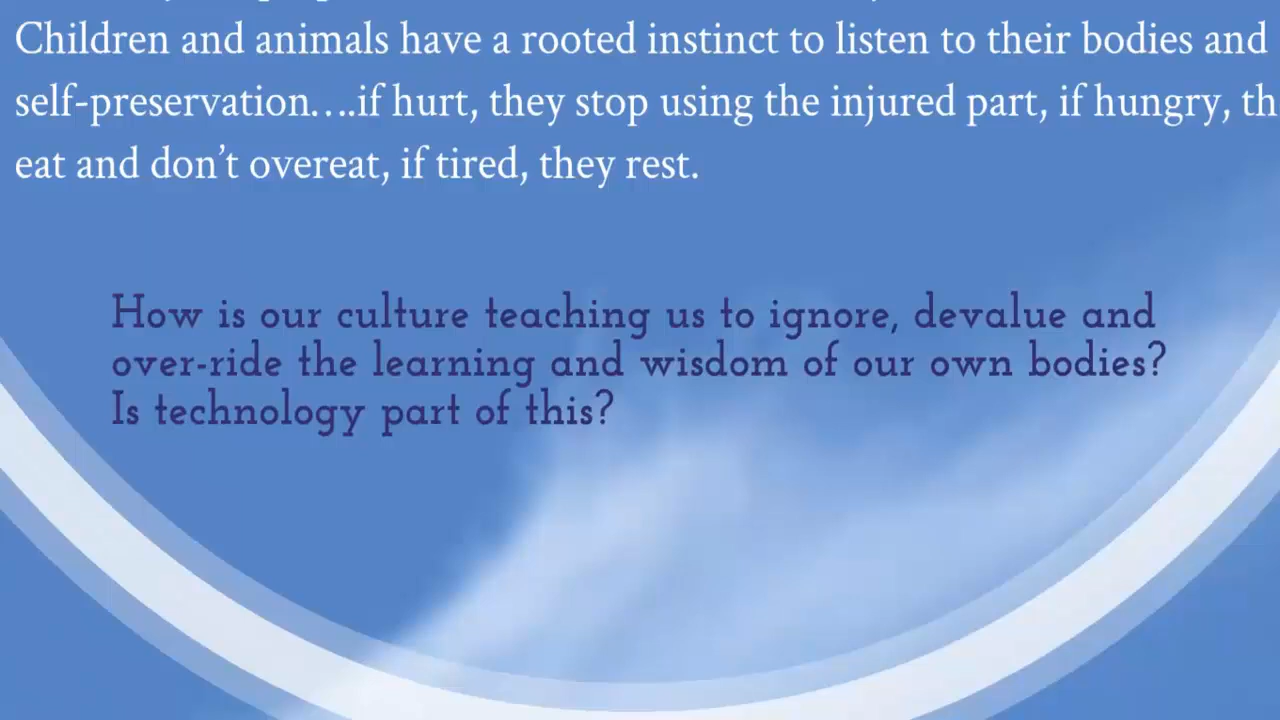 Children and animals have a rooted instinct to listen to their bodies and
self-preservation….if hurt, they stop using the injured part, if hungry, th
eat and don’t overeat, if tired, they rest.
How is our culture teaching us to ignore, devalue and
over-ride the learning and wisdom of our own bodies?
Is technology part of this?